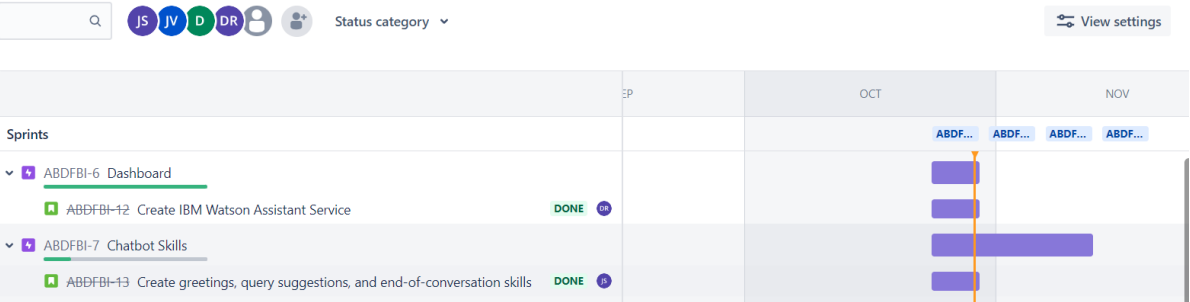 JS JV D DR Status category View settings
EP OCT NOV
Sprints ABDF... ABDF... ABDF... ABDF...
ABDFBI-6 Dashboard
ABDFBI-12 Create IBM Watson Assistant Service DONE DR
ABDFBI-7 Chatbot Skills
ABDFBI-13 Create greetings, query suggestions, and end-of-conversation skills DONE JS